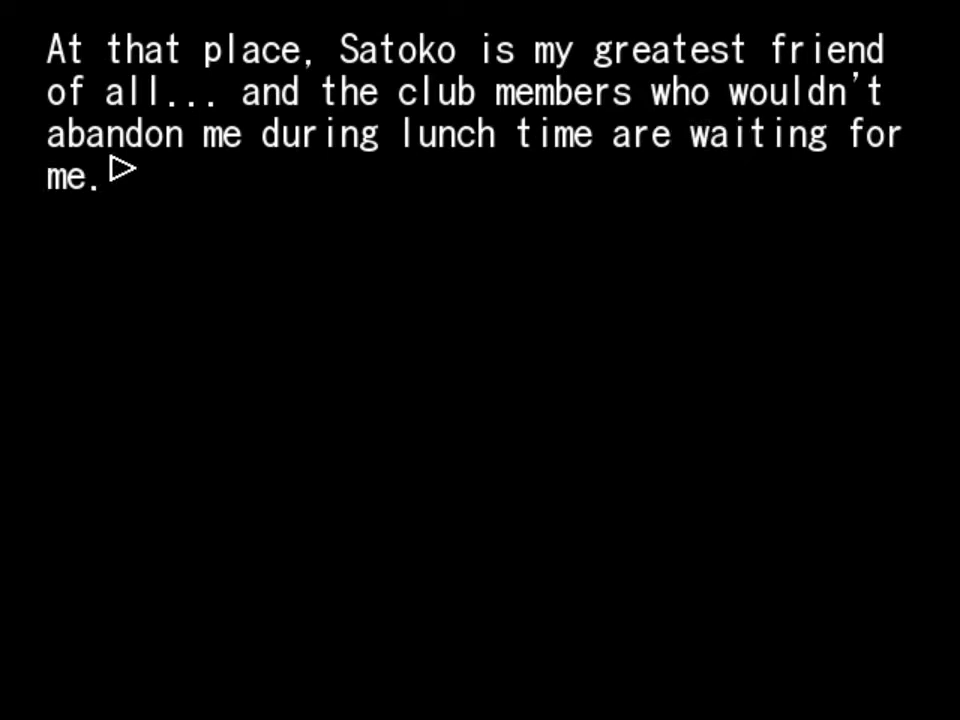 At that place, Satoko is my greatest friend
of all... and the club members who wouldn't
abandon me during lunch time are waiting for
me.